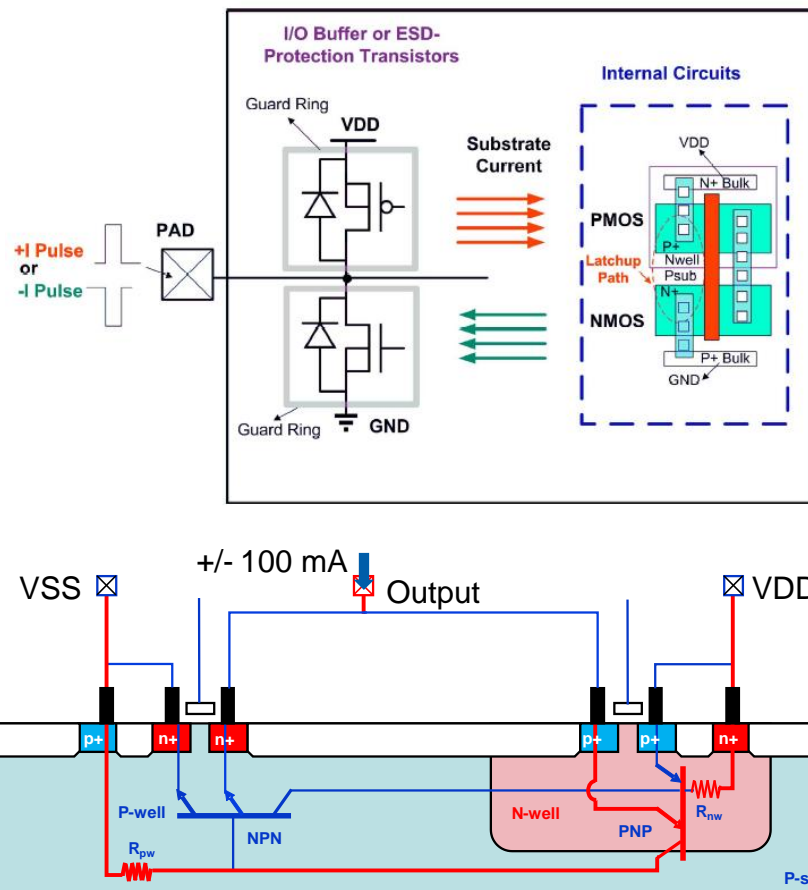 I/O Buffer or ESD-
Protection Transistors
Internal Circuits
Guard Ring
VDD
Substrate
Current
VDD
N+ Bulk
PMOS
P+
Nwell
Latchup
Path
Psub
N+
NMOS
P+ Bulk
GND
PAD
+I Pulse
or
-I Pulse
Guard Ring
GND
+/- 100 mA
VSS
Output
VDD
p+
n+
n+
p+
p+
n+
P-well
NPN
N-well
PNP
Rnw
Rpw
P-s